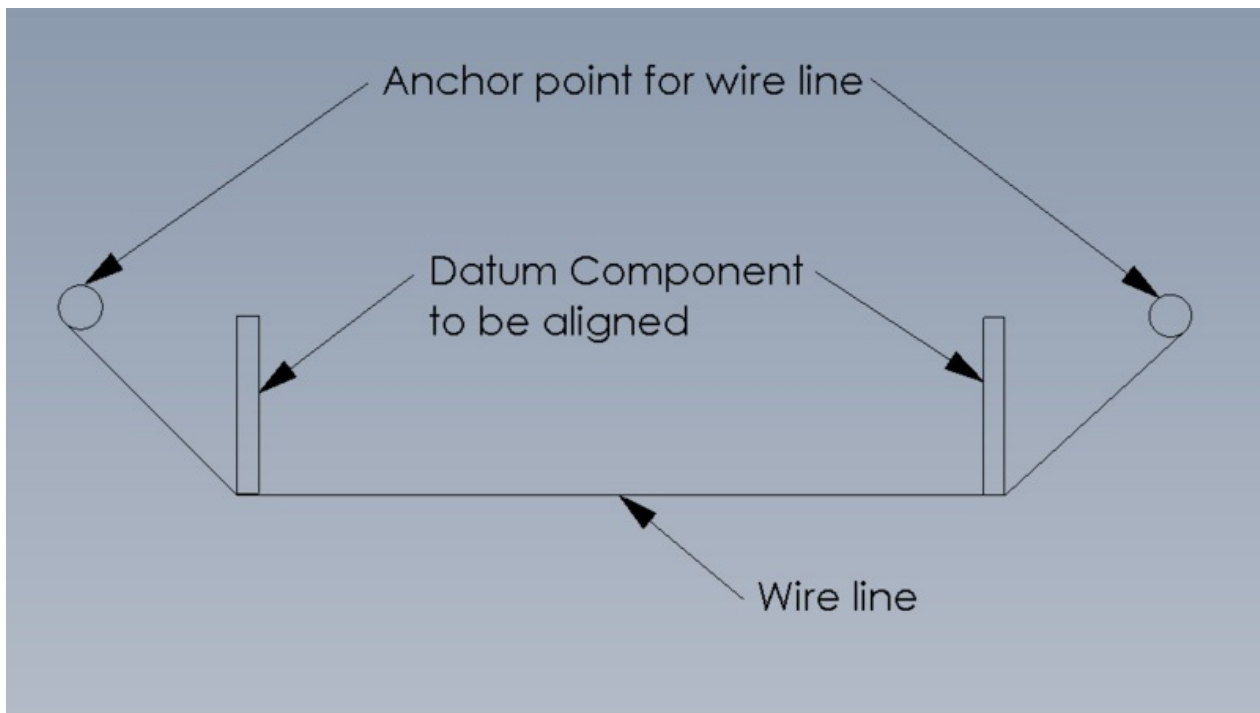 Anchor point for wire line
Datum Component
to be aligned
Wire line